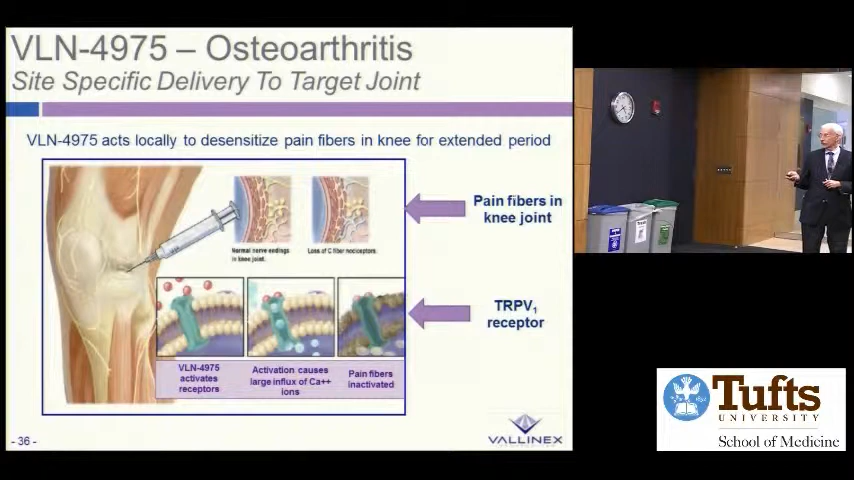 VLN-4975 – Osteoarthritis
Site Specific Delivery To Target Joint
VLN-4975 acts locally to desensitize pain fibers in knee for extended period
Normal nerve endings
in knee joint.
Loss of C fiber nociceptors
Pain fibers in
knee joint
TRPV1
receptor
VLN-4975
activates
receptors
Activation causes
large influx of Ca++
ions
Pain fibers
inactivated
- 36 -
VALLINEX
Tufts
UNIVERSITY
School of Medicine